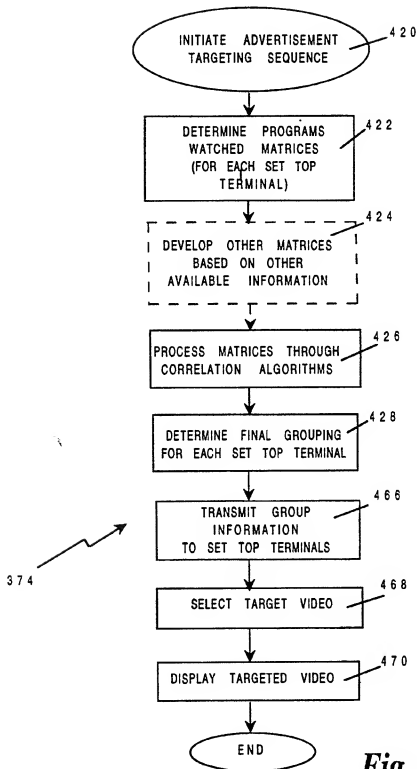 INITIATE ADVERTISEMENT
TARGETING SEQUENCE
420
DETERMINE PROGRAMS
WATCHED MATRICES
(FOR EACH SET TOP
TERMINAL)
422
DEVELOP OTHER MATRICES
BASED ON OTHER
AVAILABLE INFORMATION
424
PROCESS MATRICES THROUGH
CORRELATION ALGORITHMS
426
DETERMINE FINAL GROUPING
FOR EACH SET TOP TERMINAL
428
TRANSMIT GROUP
INFORMATION
TO SET TOP TERMINALS
466
374
SELECT TARGET VIDEO
468
DISPLAY TARGETED VIDEO
470
END
Fig